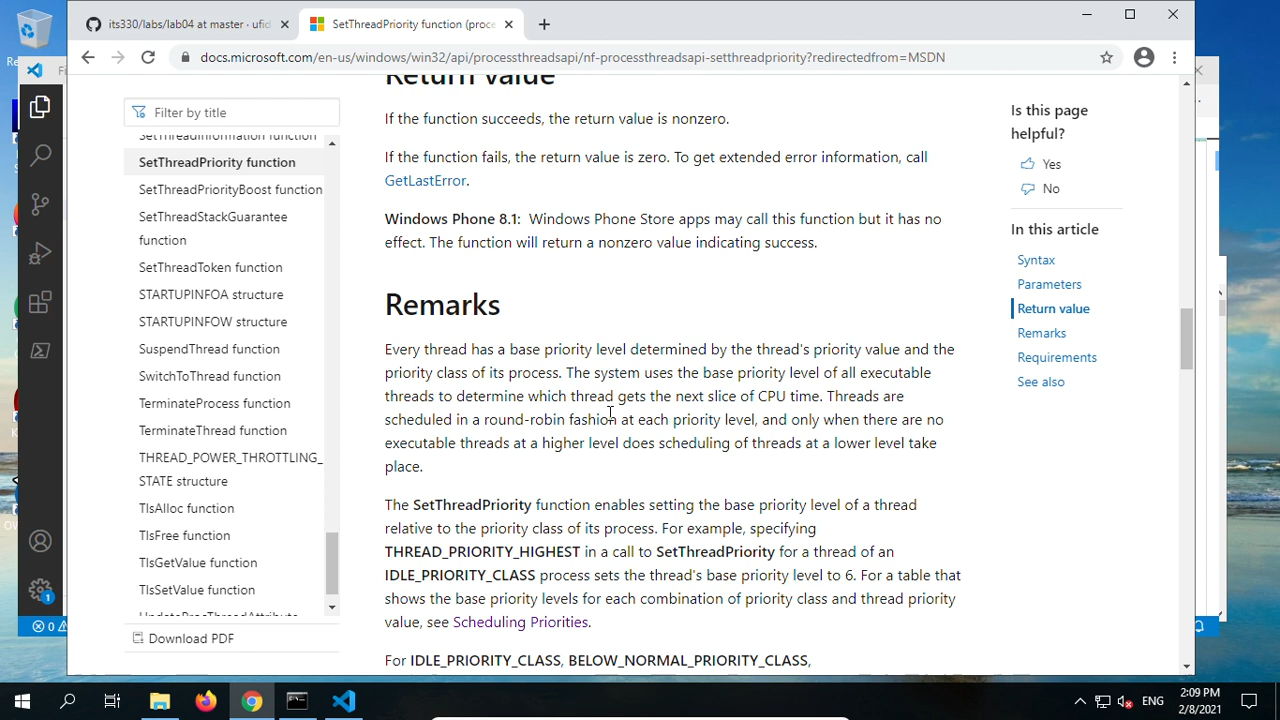 its330/labs/lab04 at master · ufid
SetThreadPriority function (proce
docs.microsoft.com/en-us/windows/win32/api/processthreadsapi/nf-processthreadsapi-setthreadpriority?redirectedfrom=MSDN
Filter by title
SetThreadInformation function
SetThreadPriority function
SetThreadPriorityBoost function
SetThreadStackGuarantee
function
SetThreadToken function
STARTUPINFOA structure
STARTUPINFOW structure
SuspendThread function
SwitchToThread function
TerminateProcess function
TerminateThread function
THREAD_POWER_THROTTLING_
STATE structure
TlsAlloc function
TlsFree function
TlsGetValue function
TlsSetValue function
UpdateProcThreadAttribute
Download PDF
Return value
If the function succeeds, the return value is nonzero.
If the function fails, the return value is zero. To get extended error information, call
GetLastError.
Windows Phone 8.1: Windows Phone Store apps may call this function but it has no
effect. The function will return a nonzero value indicating success.
Remarks
Every thread has a base priority level determined by the thread's priority value and the
priority class of its process. The system uses the base priority level of all executable
threads to determine which thread gets the next slice of CPU time. Threads are
scheduled in a round-robin fashion at each priority level, and only when there are no
executable threads at a higher level does scheduling of threads at a lower level take
place.
The SetThreadPriority function enables setting the base priority level of a thread
relative to the priority class of its process. For example, specifying
THREAD_PRIORITY_HIGHEST in a call to SetThreadPriority for a thread of an
IDLE_PRIORITY_CLASS process sets the thread's base priority level to 6. For a table that
shows the base priority levels for each combination of priority class and thread priority
value, see Scheduling Priorities.
For IDLE_PRIORITY_CLASS, BELOW_NORMAL_PRIORITY_CLASS,
Is this page
helpful?
Yes
No
In this article
Syntax
Parameters
Return value
Remarks
Requirements
See also
1
0
ENG
2:09 PM
2/8/2021